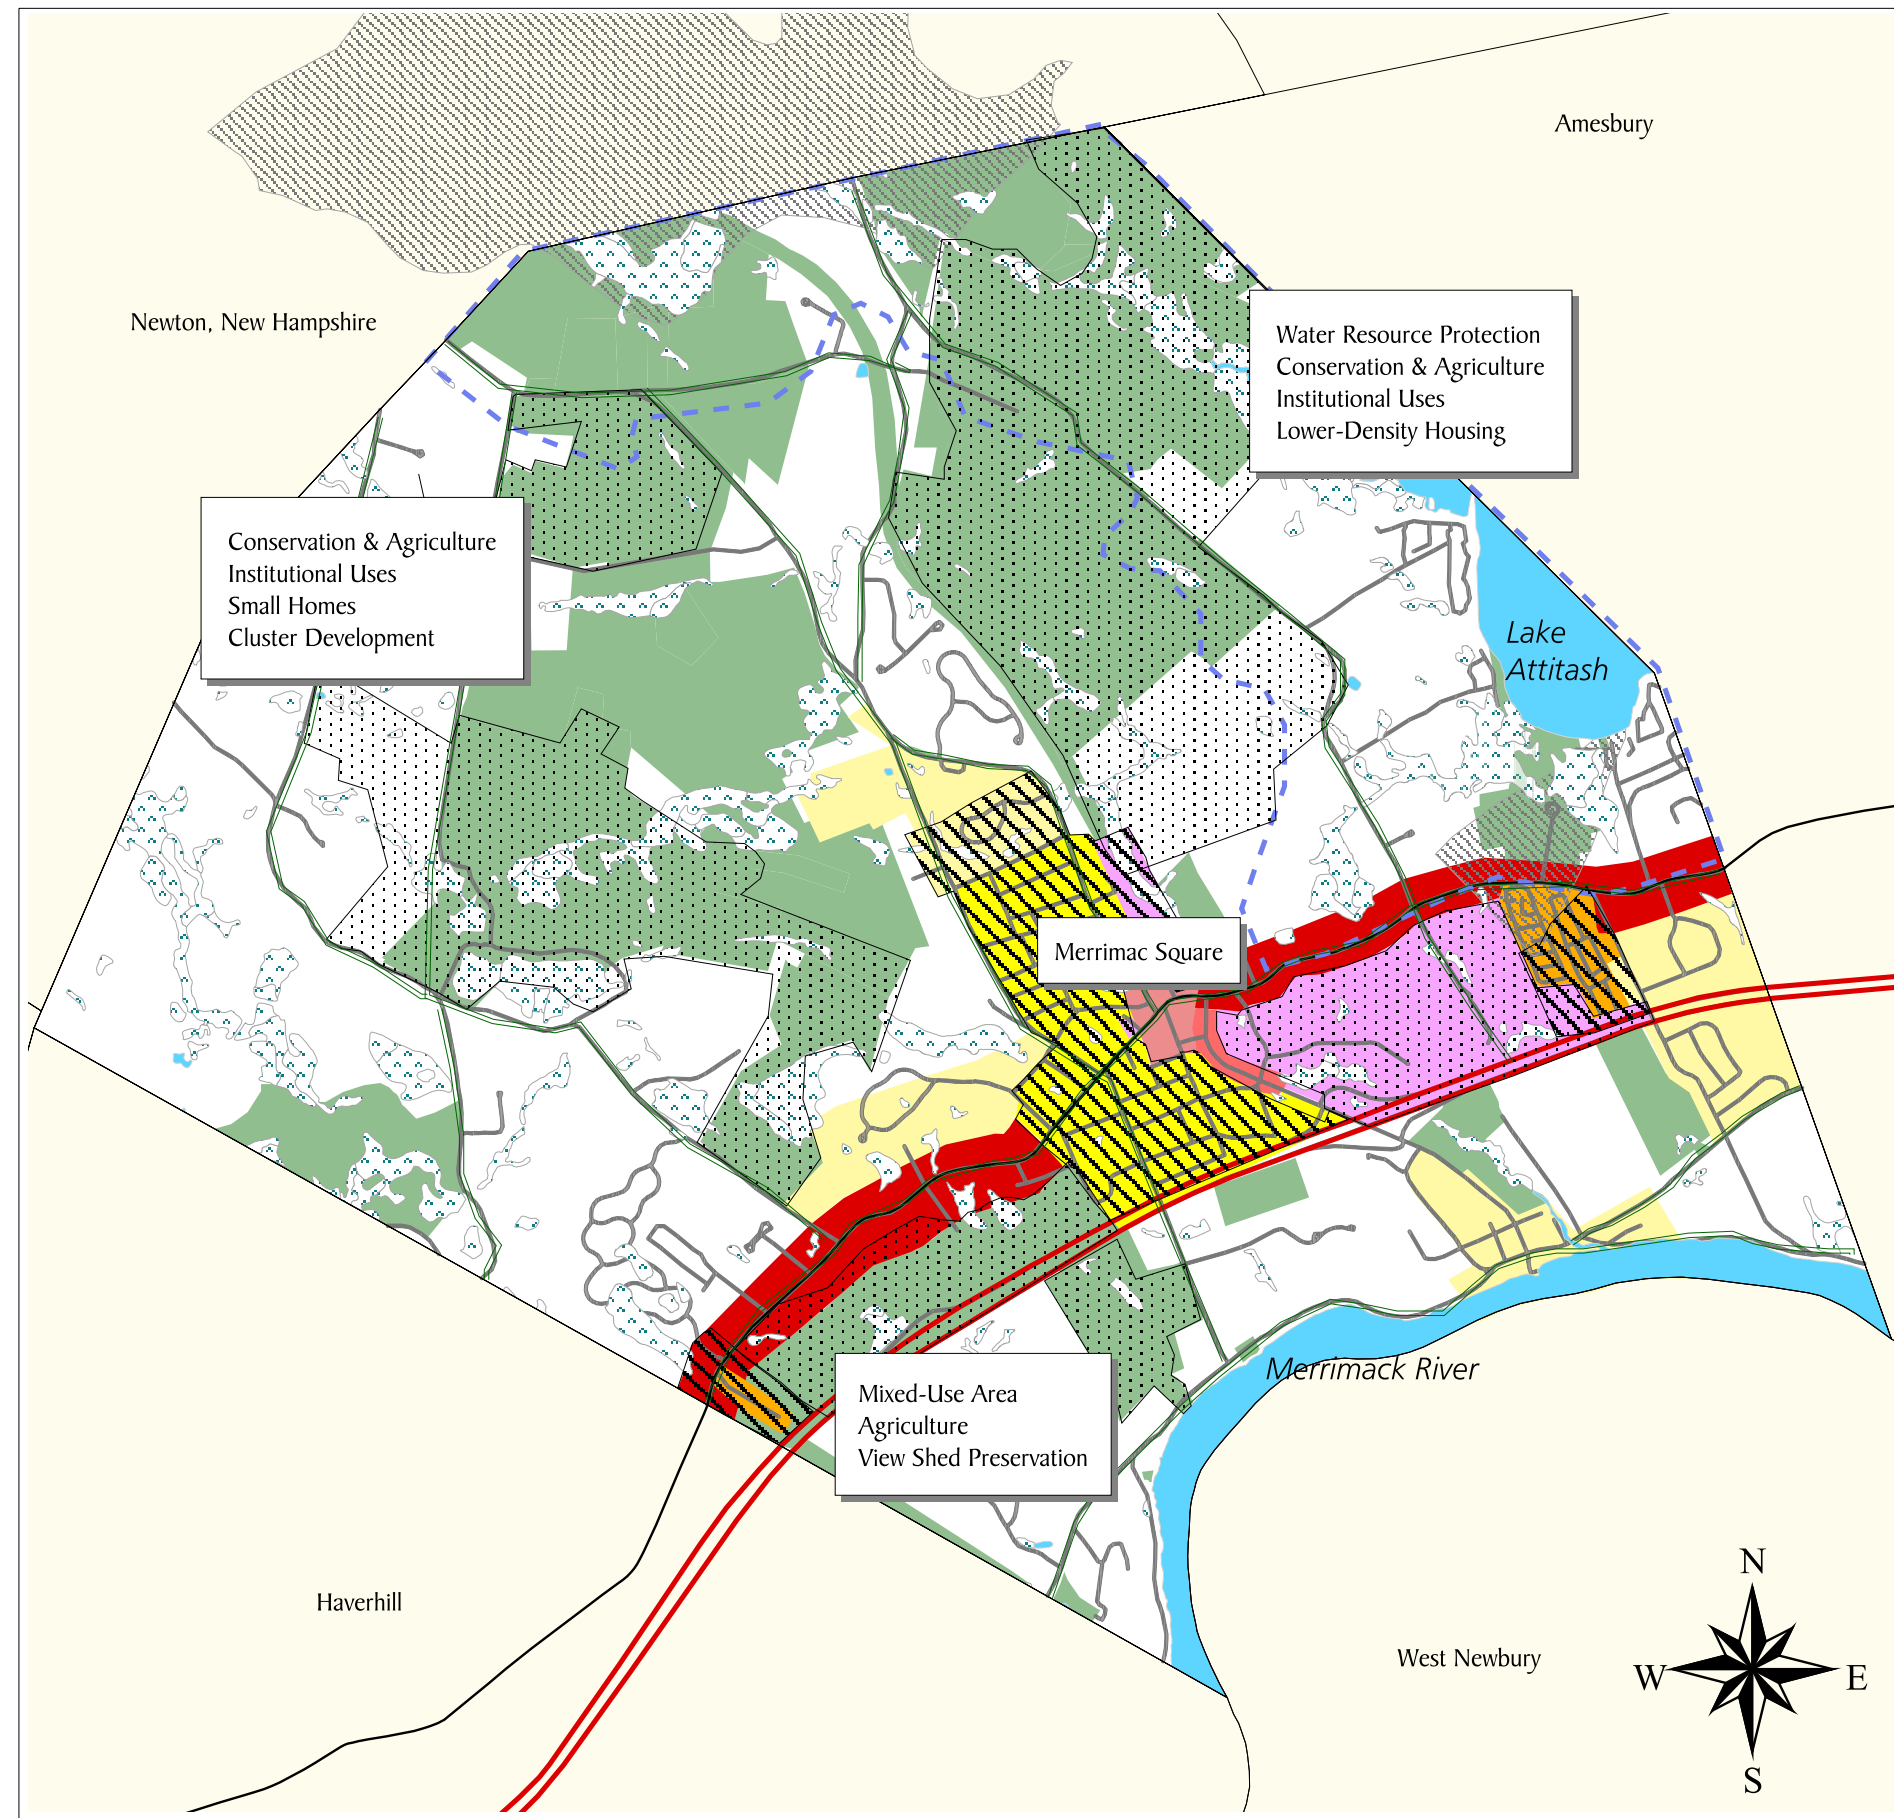 Amesbury
Newton, New Hampshire
Water Resource Protection
Conservation & Agriculture
Institutional Uses
Lower-Density Housing
Conservation & Agriculture
Institutional Uses
Small Homes
Cluster Development
Lake
Attitash
Merrimac Square
Merrimack River
Mixed-Use Area
Agriculture
View Shed Preservation
Haverhill
West Newbury
N
W
E
S